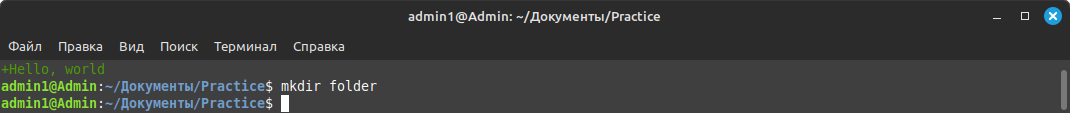 admin1@Admin: ~/Документы/Practice
Файл Правка Вид Поиск Терминал Справка
+Hello, world
admin1@Admin:~/Документы/Practice$ mkdir folder
admin1@Admin:~/Документы/Practice$